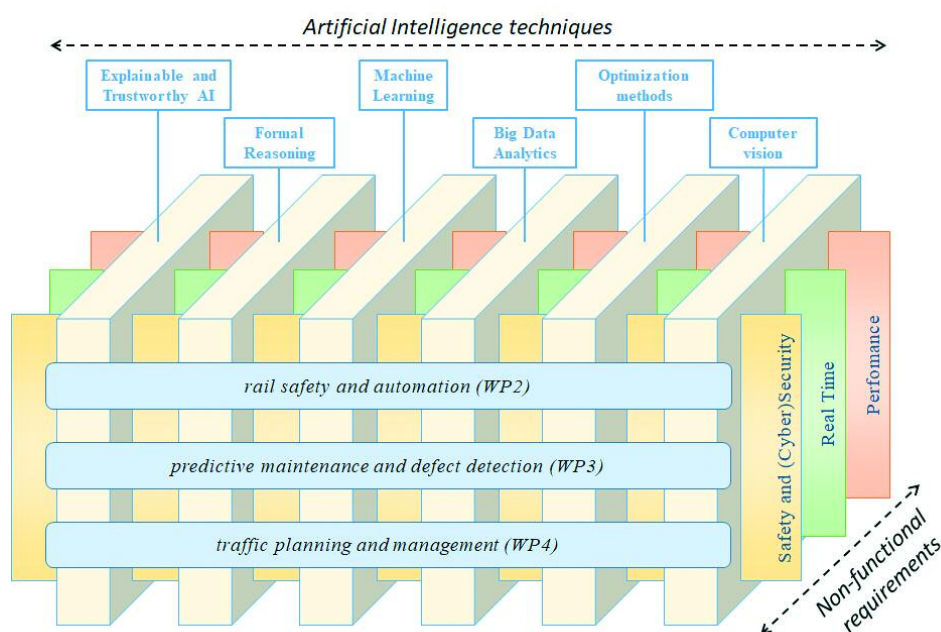 Artificial Intelligence techniques
Explainable and
Trustworthy AI
Machine
Learning
Optimization
methods
Formal
Reasoning
Big Data
Analytics
Computer
vision
rail safety and automation (WP2)
predictive maintenance and defect detection (WP3)
traffic planning and management (WP4)
Safety and (Cyber)Security
Real Time
Perfomance
Non-functional
requirements